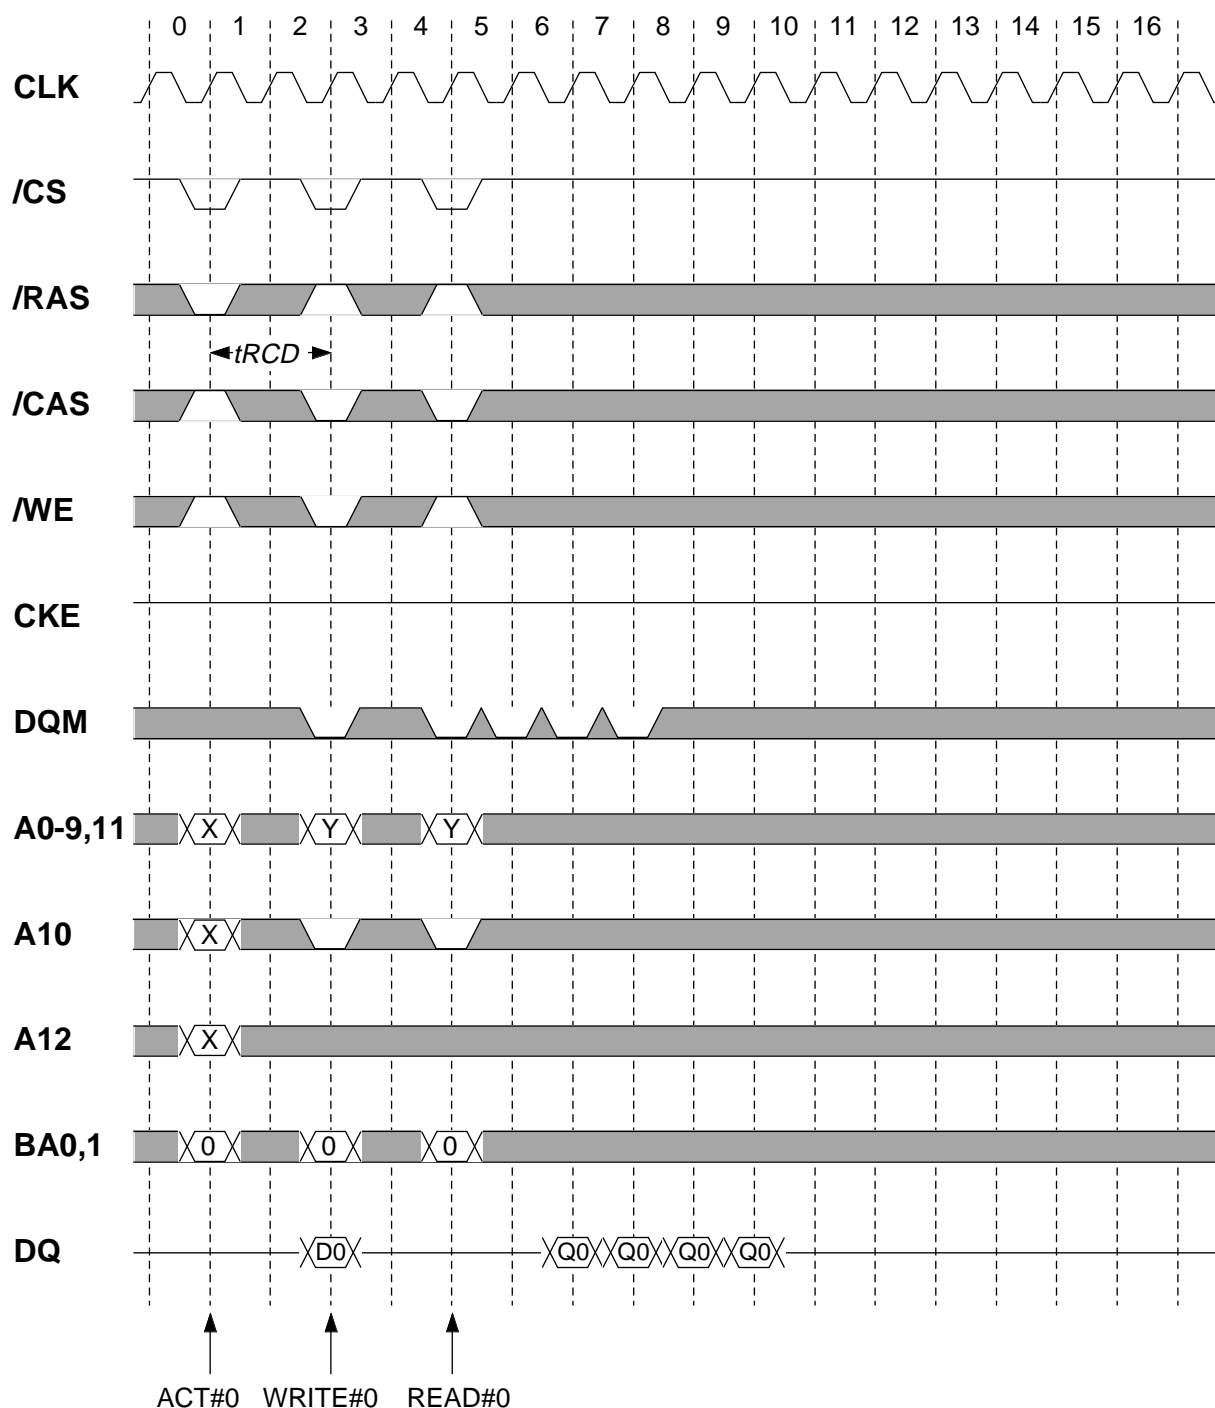 0 1 2 3 4 5 6 7 8 9 10 11 12 13 14 15 16
CLK
/CS
/RAS
tRCD
/CAS
/WE
CKE
DQM
A0-9,11 X Y Y
A10 X
A12 X
BA0,1 0 0 0
DQ D0 Q0 Q0 Q0 Q0
ACT#0 WRITE#0 READ#0